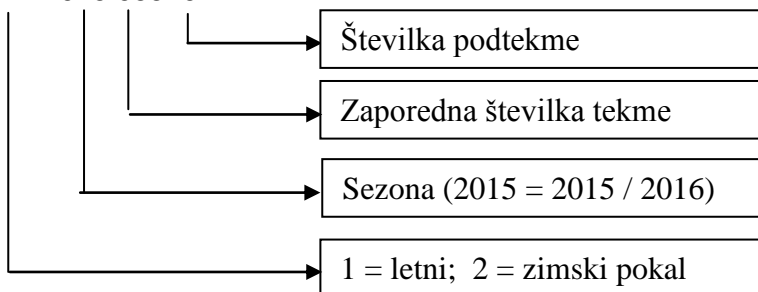 Številka podtekme
Zaporedna številka tekme
Sezona (2015 = 2015 / 2016)
1 = letni; 2 = zimski pokal